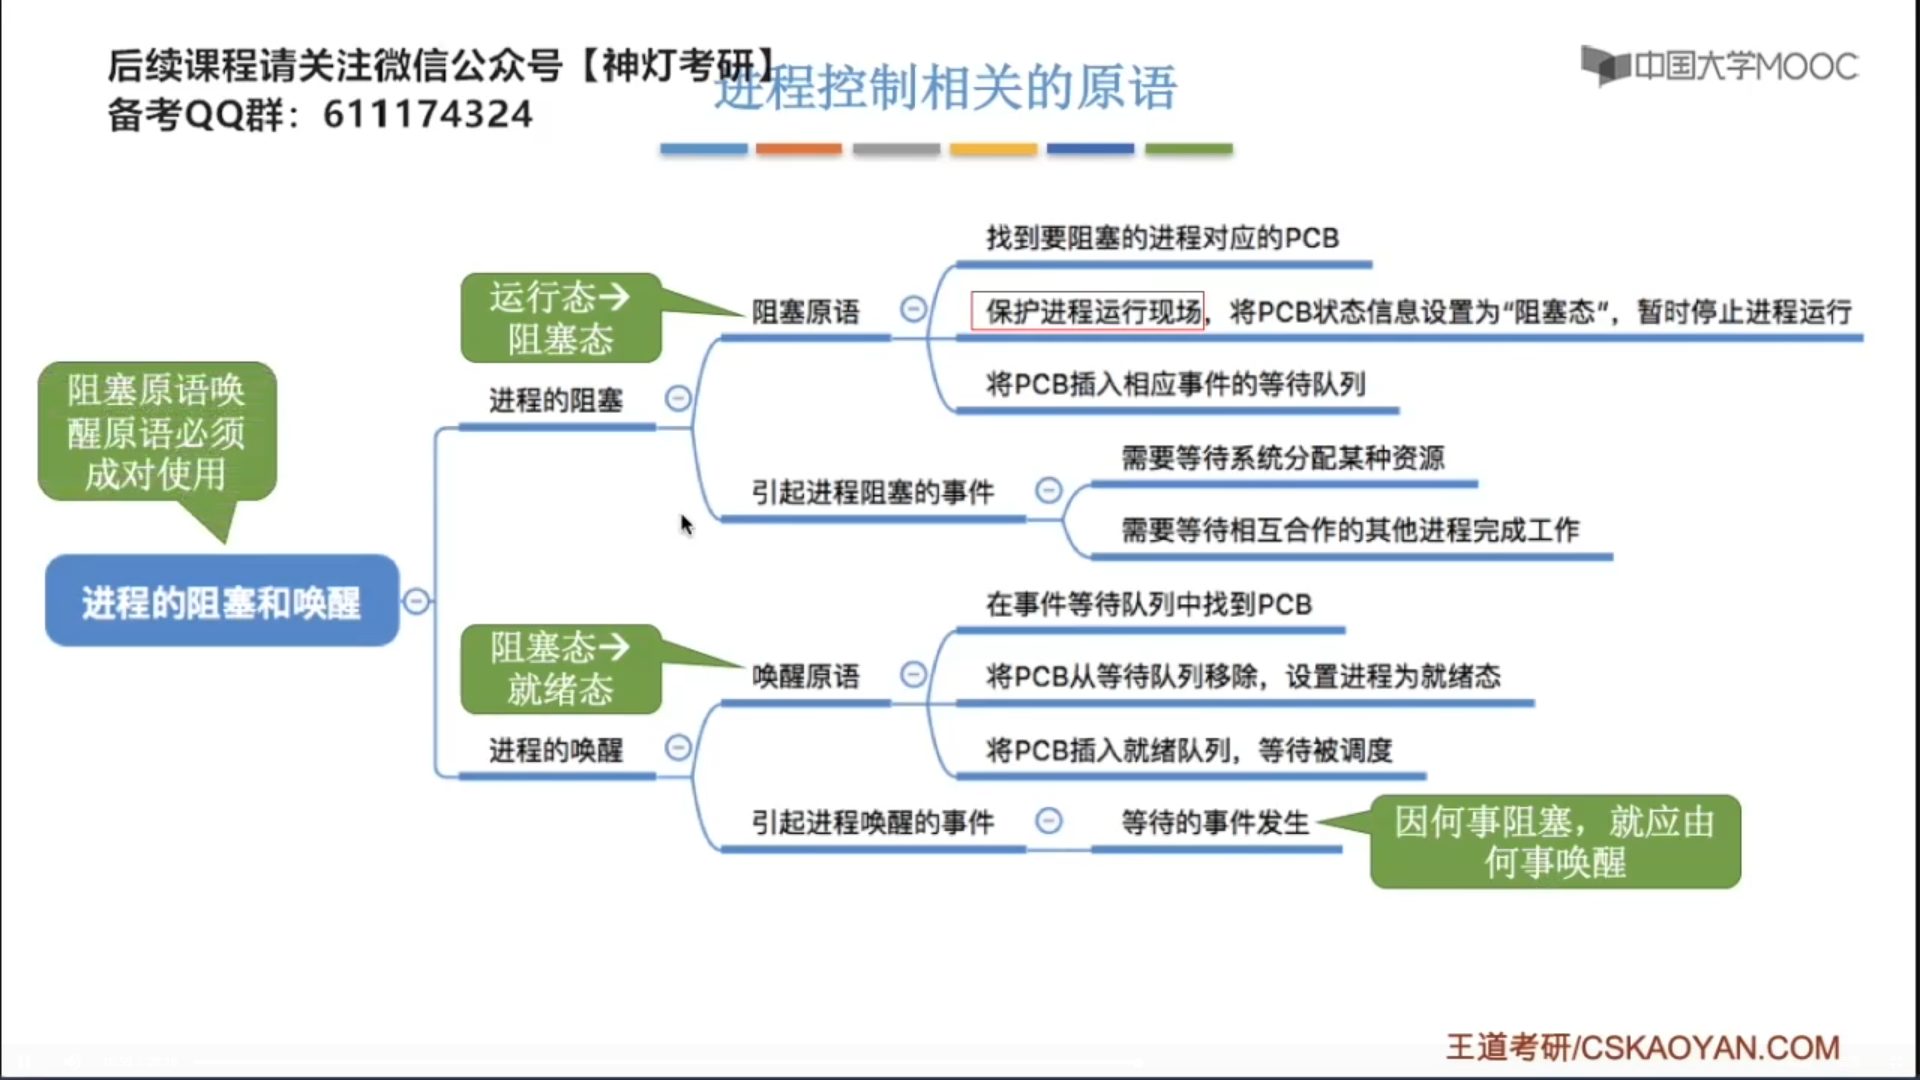 后续课程请关注微信公众号【神灯考研】
备考QQ群：611174324
进程控制相关的原语
中国大学MOOC
找到要阻塞的进程对应的PCB
运行态→
阻塞态
阻塞原语
保护进程运行现场，将PCB状态信息设置为“阻塞态”，暂时停止进程运行
将PCB插入相应事件的等待队列
进程的阻塞
阻塞原语唤
醒原语必须
成对使用
需要等待系统分配某种资源
引起进程阻塞的事件
需要等待相互合作的其他进程完成工作
进程的阻塞和唤醒
在事件等待队列中找到PCB
阻塞态→
就绪态
唤醒原语
将PCB从等待队列移除，设置进程为就绪态
将PCB插入就绪队列，等待被调度
进程的唤醒
引起进程唤醒的事件
等待的事件发生
因何事阻塞，就应由
何事唤醒
王道考研/CSKAOYAN.COM